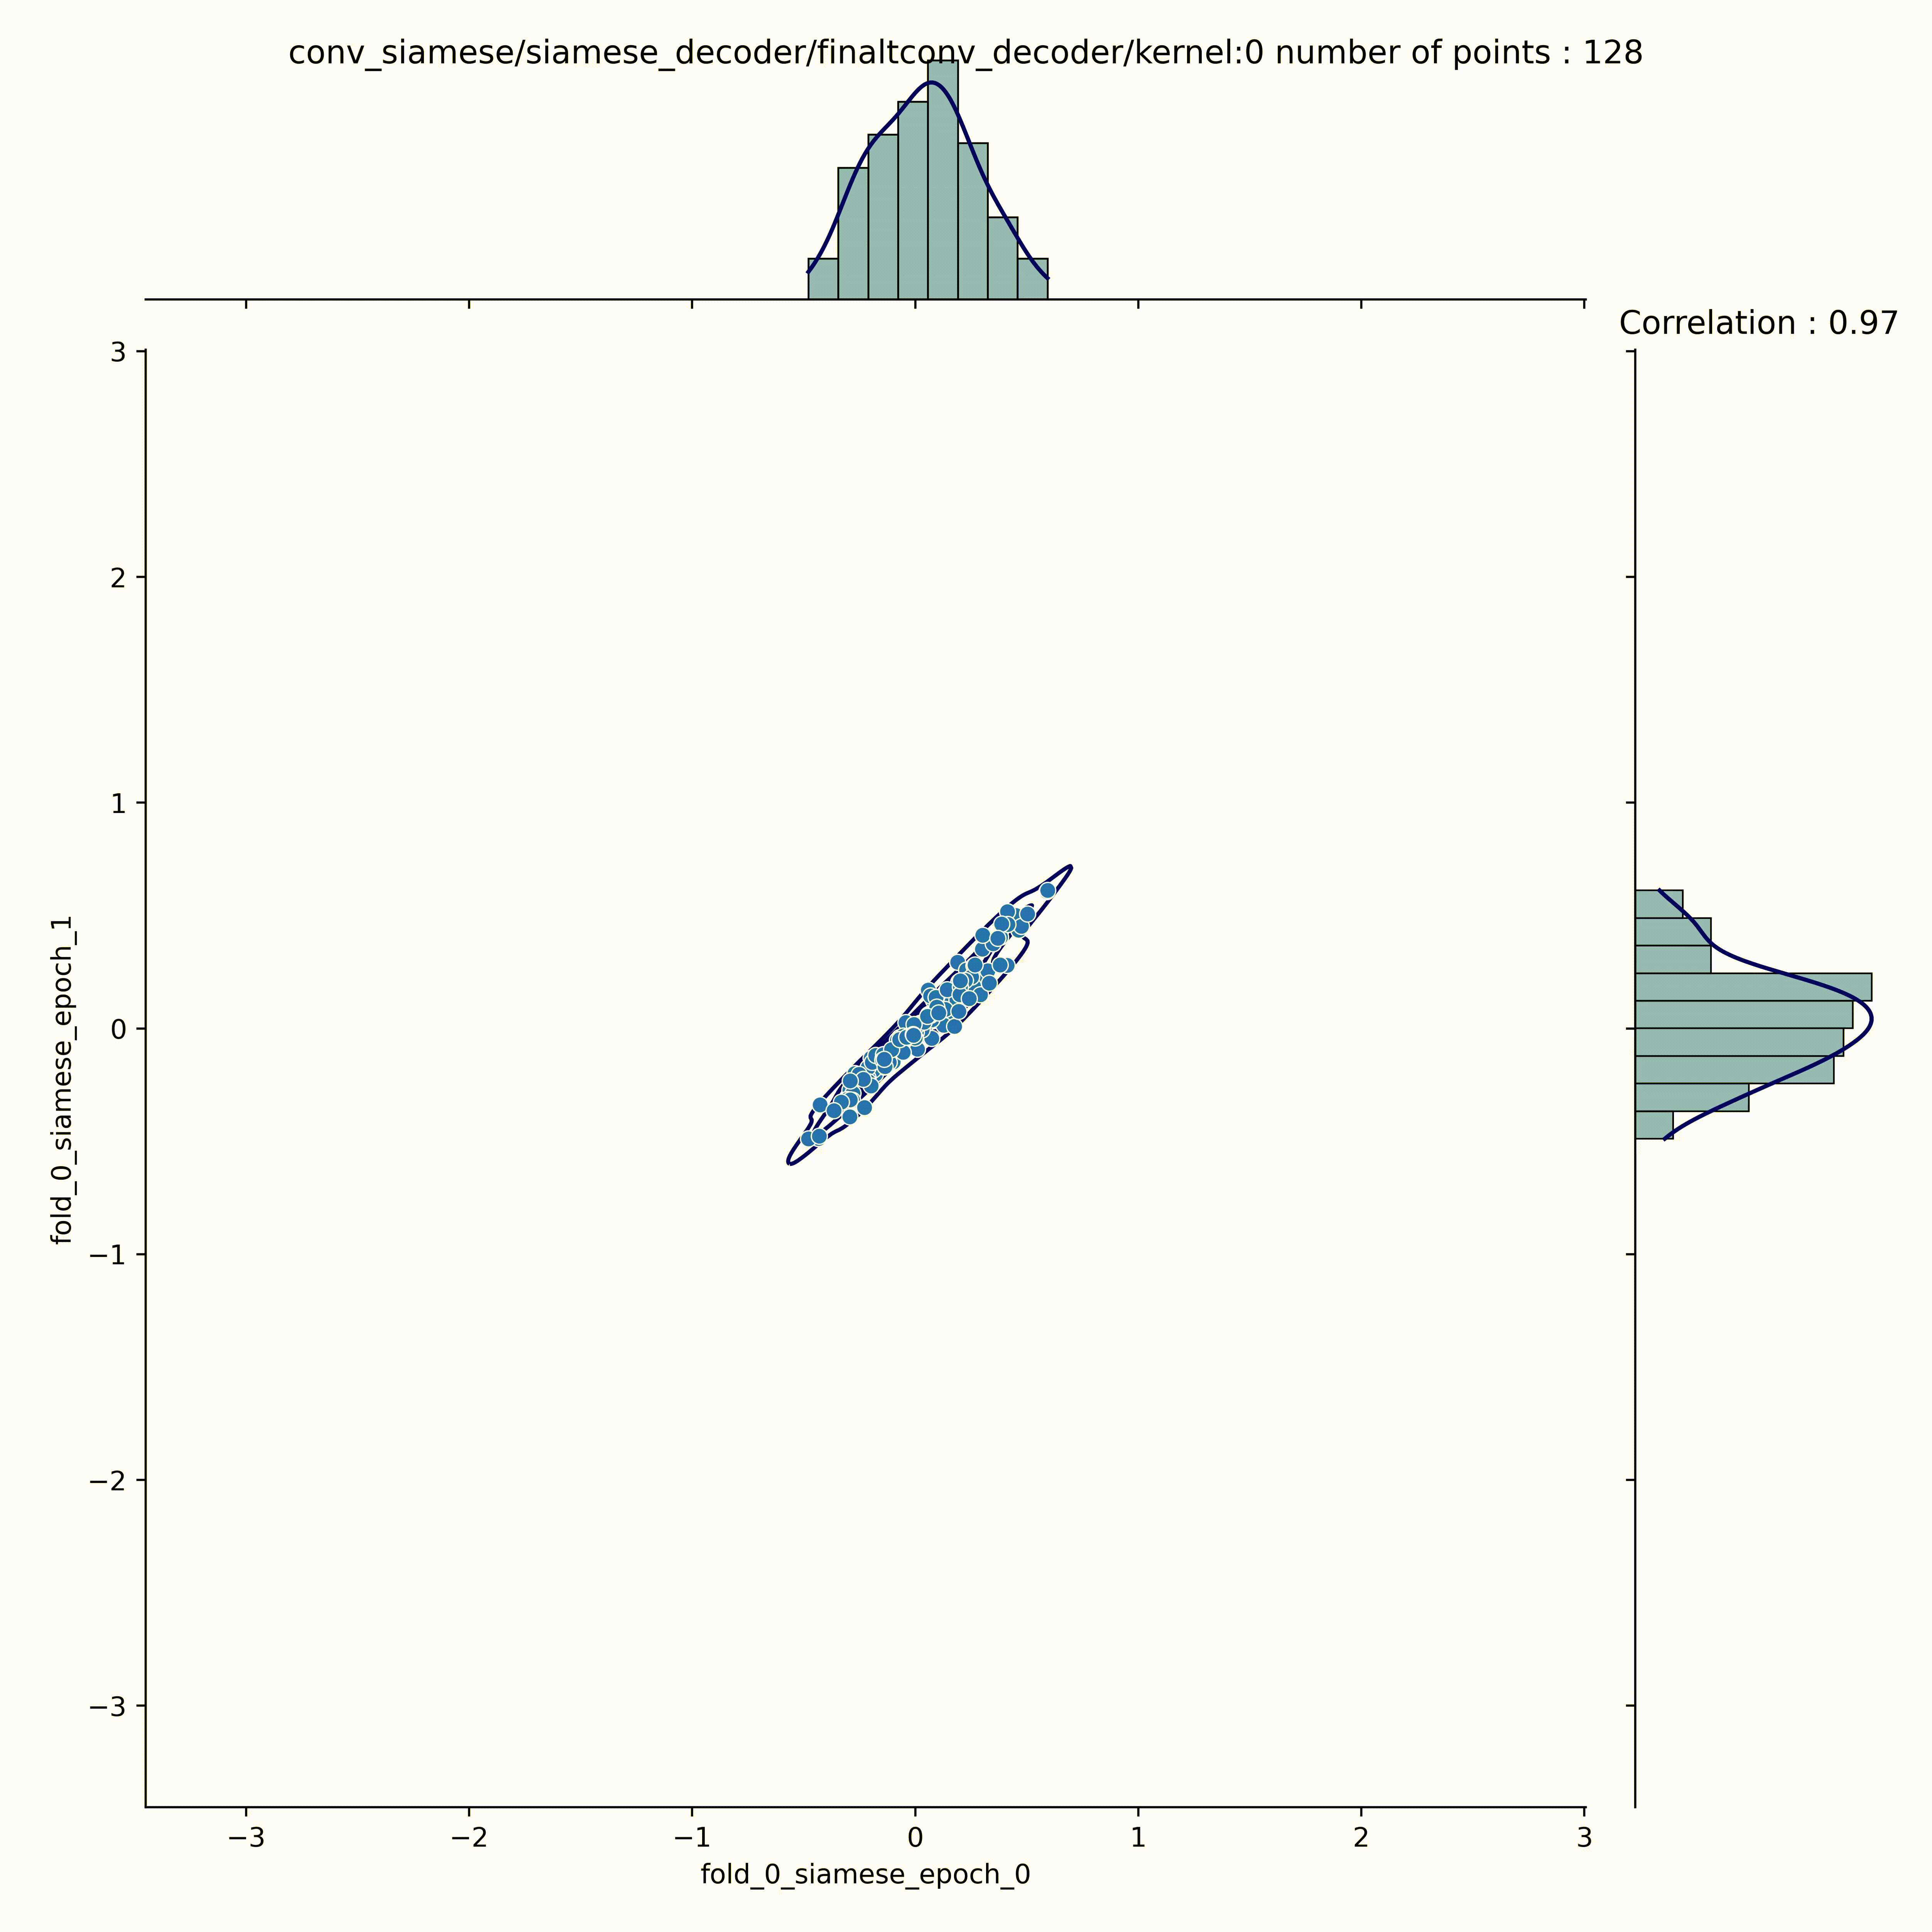 conv_siamese/siamese_decoder/finaltconv_decoder/kernel:0 number of points : 128
Correlation : 0.97
3
2
1
0
−1
−2
−3
fold_0_siamese_epoch_1
−3 −2 −1 0 1 2 3
fold_0_siamese_epoch_0